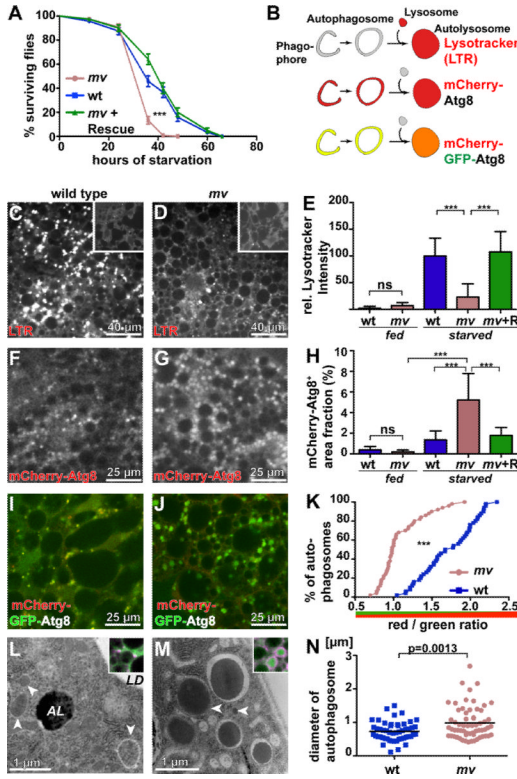 A
% surviving flies
100
80
60
40
20
0
0 20 40 60 80
hours of starvation
mv
wt
mv + Rescue
***
B
Autophagosome
Lysosome
Autolysosome
Phago-
phore
Lysotracker
(LTR)
mCherry-
Atg8
mCherry-
GFP-Atg8
wild type
mv
C
LTR
40 µm
D
LTR
40 µm
E
rel. Lysotracker
Intensity
150
100
50
0
ns
***
***
wt mv wt mv mv+R
fed starved
F
mCherry-Atg8
25 µm
G
mCherry-Atg8
25 µm
H
mCherry-Atg8+
area fraction (%)
10
8
6
4
2
0
ns
***
***
***
wt mv wt mv mv+R
fed starved
I
mCherry-
GFP-Atg8
25 µm
J
mCherry-
GFP-Atg8
25 µm
K
% of auto-
phagosomes
100
80
60
40
20
0
***
mv
wt
0.5 1.0 1.5 2.0 2.5
red / green ratio
L
LD
AL
1 µm
M
1 µm
N
[µm]
diameter of
autophagosome
4
3
2
1
0
p=0.0013
wt mv